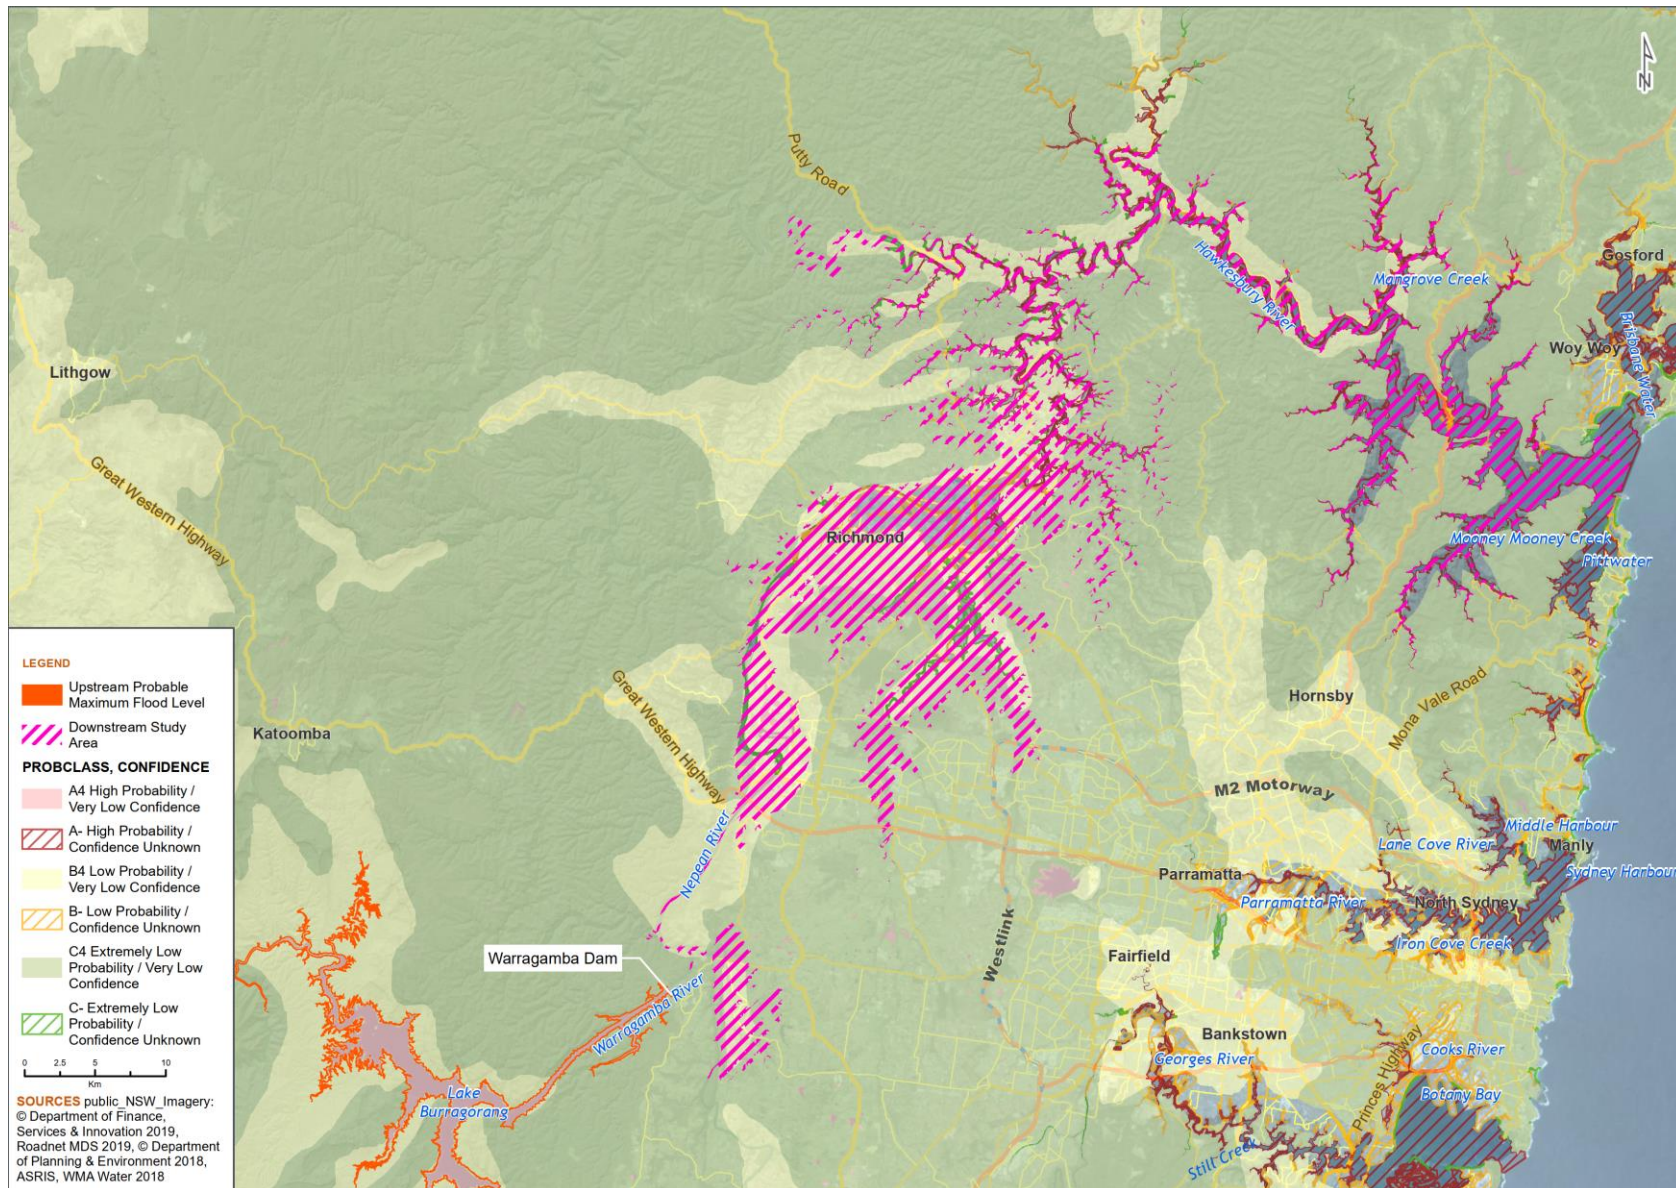 Putty Road
Hawkesbury River
Mangrove Creek
Gosford
Brisbane Water
Woy Woy
Lithgow
Great Western Highway
Richmond
Mooney Mooney Creek
Pittwater
Great Western Highway
Katoomba
Hornsby
Mona Vale Road
M2 Motorway
Nepean River
Lane Cove River
Middle Harbour
Manly
Sydney Harbour
Parramatta
Parramatta River
North Sydney
Iron Cove Creek
Westlink
Fairfield
Warragamba Dam
Warragamba River
Bankstown
Georges River
Princes Highway
Cooks River
Botany Bay
Lake
Burragorang
Still Creek
N
LEGEND
Upstream Probable
Maximum Flood Level
Downstream Study
Area
PROBCLASS, CONFIDENCE
A4 High Probability /
Very Low Confidence
A- High Probability /
Confidence Unknown
B4 Low Probability /
Very Low Confidence
B- Low Probability /
Confidence Unknown
C4 Extremely Low
Probability / Very Low
Confidence
C- Extremely Low
Probability /
Confidence Unknown
0 2.5 5 10
Km
SOURCES public_NSW_Imagery:
© Department of Finance,
Services & Innovation 2019,
Roadnet MDS 2019, © Department
of Planning & Environment 2018,
ASRIS, WMA Water 2018